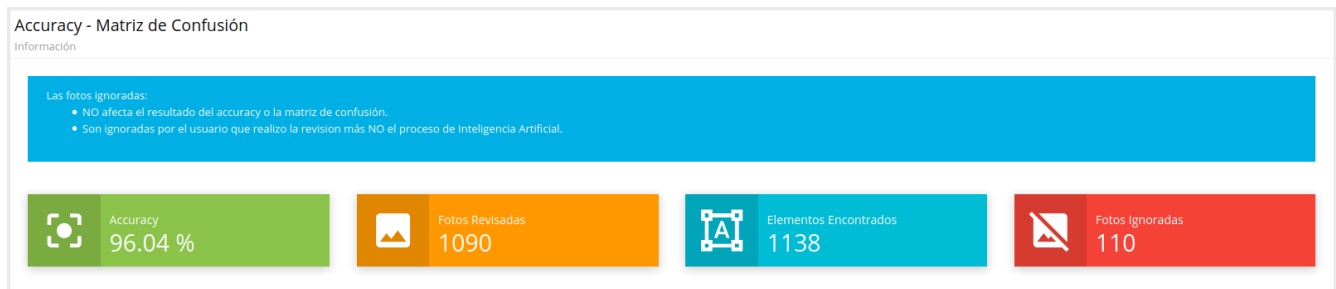 Accuracy - Matriz de Confusión
Información
Las fotos ignoradas:
• NO afecta el resultado del accuracy o la matriz de confusión.
• Son ignoradas por el usuario que realizo la revision más NO el proceso de Inteligencia Artificial.
Accuracy
96.04 %
Fotos Revisadas
1090
A
Elementos Encontrados
1138
Fotos Ignoradas
110